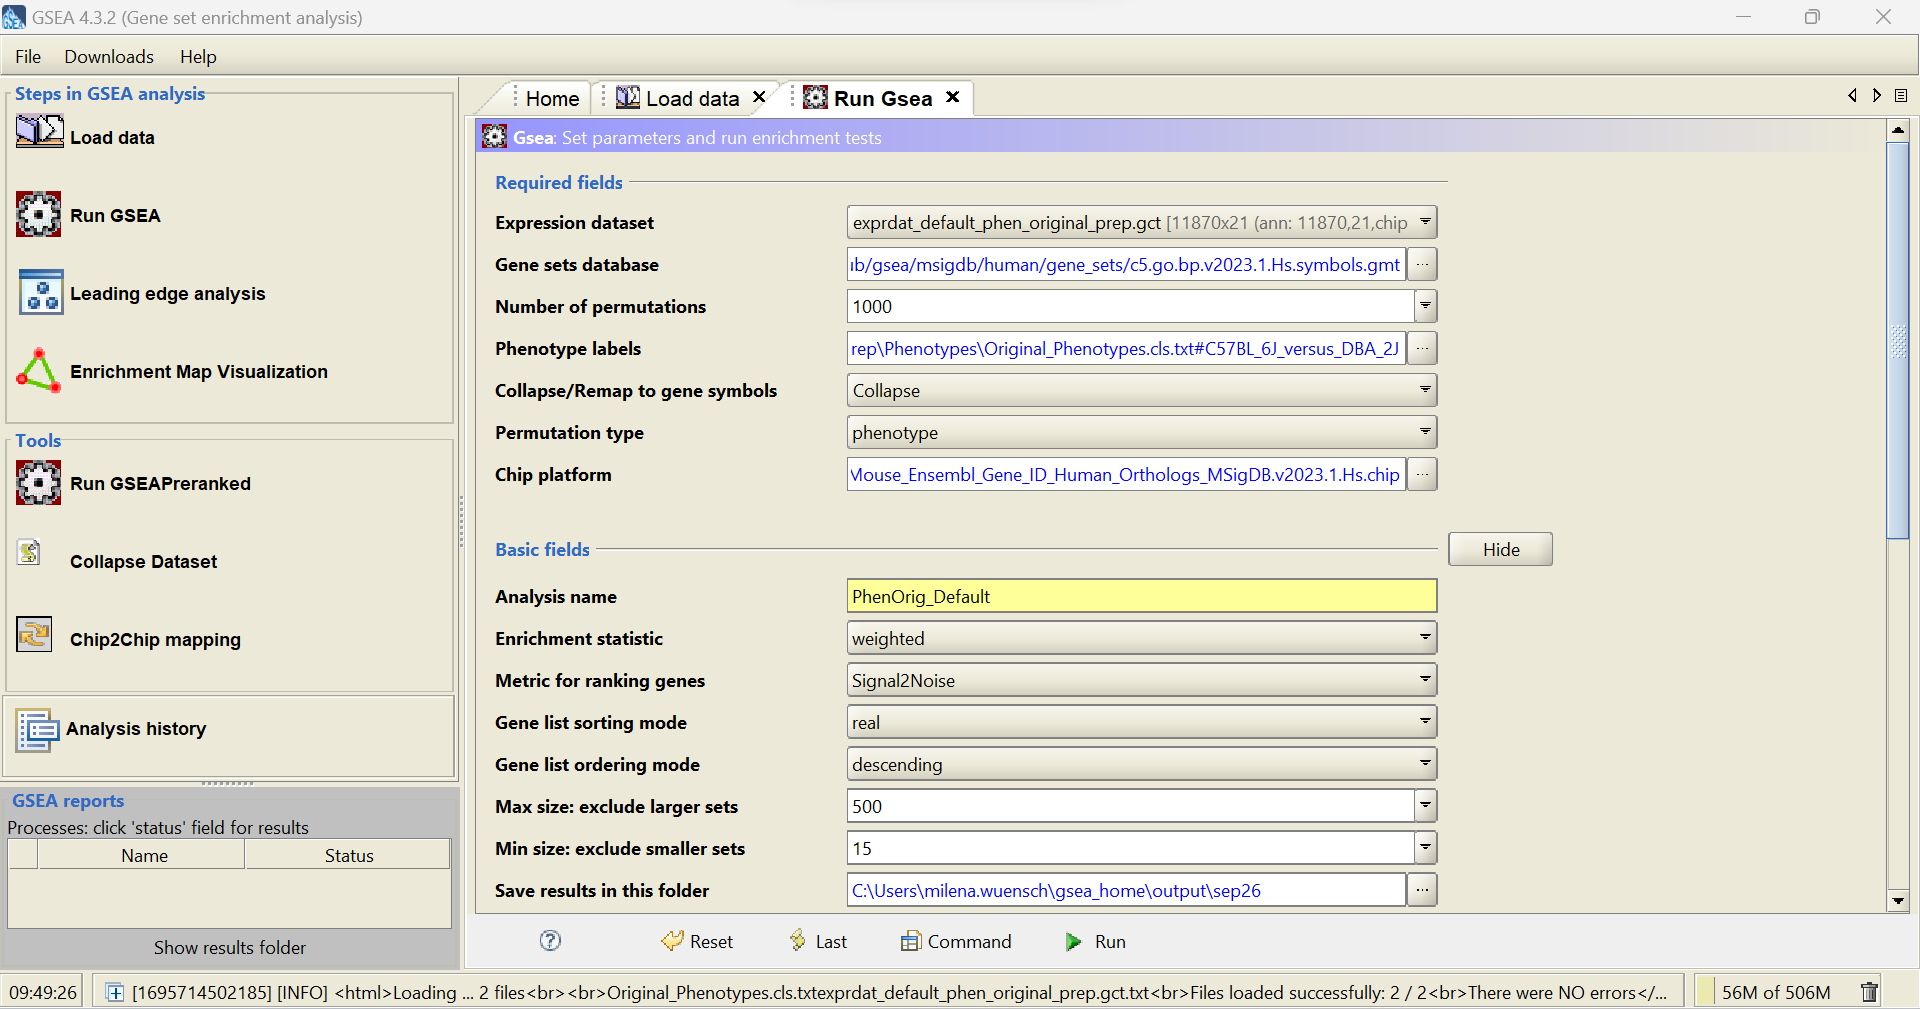 GSEA 4.3.2 (Gene set enrichment analysis)
File Downloads Help
Steps in GSEA analysis
Load data
Run GSEA
Leading edge analysis
Enrichment Map Visualization
Tools
Run GSEAPreranked
Collapse Dataset
Chip2Chip mapping
Analysis history
GSEA reports
Processes: click 'status' field for results
Name Status
Show results folder
Home Load data Run Gsea
Gsea: Set parameters and run enrichment tests
Required fields
Expression dataset exprdat_default_phen_original_prep.gct [11870x21 (ann: 11870,21,chip
Gene sets database ub/gsea/msigdb/human/gene_sets/c5.go.bp.v2023.1.Hs.symbols.gmt ...
Number of permutations 1000
Phenotype labels rep\Phenotypes\Original_Phenotypes.cls.txt#C57BL_6J_versus_DBA_2J ...
Collapse/Remap to gene symbols Collapse
Permutation type phenotype
Chip platform Mouse_Ensembl_Gene_ID_Human_Orthologs_MSigDB.v2023.1.Hs.chip ...
Basic fields Hide
Analysis name PhenOrig_Default
Enrichment statistic weighted
Metric for ranking genes Signal2Noise
Gene list sorting mode real
Gene list ordering mode descending
Max size: exclude larger sets 500
Min size: exclude smaller sets 15
Save results in this folder C:\Users\milena.wuensch\gsea_home\output\sep26 ...
? Reset Last Command Run
09:49:26 [1695714502185] [INFO] <html>Loading ... 2 files<br><br>Original_Phenotypes.cls.txtexprdat_default_phen_original_prep.gct.txt<br>Files loaded successfully: 2 / 2<br>There were NO errors</... 56M of 506M